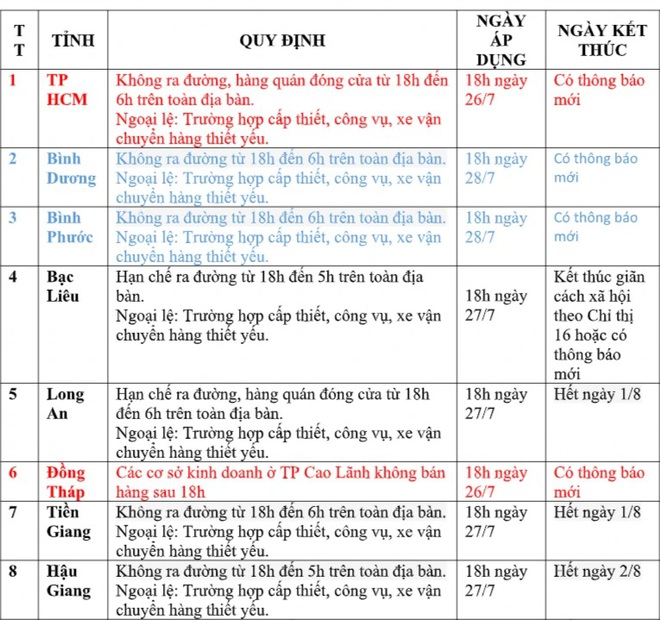 T
T
TỈNH
QUY ĐỊNH
NGÀY
ÁP
DỤNG
NGÀY KẾT
THÚC
1
TP
HCM
Không ra đường, hàng quán đóng cửa từ 18h đến
6h trên toàn địa bàn.
Ngoại lệ: Trường hợp cấp thiết, công vụ, xe vận
chuyển hàng thiết yếu.
18h ngày
26/7
Có thông báo
mới
2
Bình
Dương
Không ra đường từ 18h đến 6h trên toàn địa bàn.
Ngoại lệ: Trường hợp cấp thiết, công vụ, xe vận
chuyển hàng thiết yếu.
18h ngày
28/7
Có thông báo
mới
3
Bình
Phước
Không ra đường từ 18h đến 6h trên toàn địa bàn.
Ngoại lệ: Trường hợp cấp thiết, công vụ, xe vận
chuyển hàng thiết yếu.
18h ngày
28/7
Có thông báo
mới
4
Bạc
Liêu
Hạn chế ra đường từ 18h đến 5h trên toàn địa
bàn.
Ngoại lệ: Trường hợp cấp thiết, công vụ, xe vận
chuyển hàng thiết yếu.
18h ngày
27/7
Kết thúc giãn
cách xã hội
theo Chỉ thị
16 hoặc có
thông báo
mới
5
Long
An
Hạn chế ra đường, hàng quán đóng cửa từ 18h
đến 6h trên toàn địa bàn.
Ngoại lệ: Trường hợp cấp thiết, công vụ, xe vận
chuyển hàng thiết yếu.
18h ngày
27/7
Hết ngày 1/8
6
Đồng
Tháp
Các cơ sở kinh doanh ở TP Cao Lãnh không bán
hàng sau 18h
18h ngày
26/7
Có thông báo
mới
7
Tiền
Giang
Không ra đường từ 18h đến 6h trên toàn địa bàn.
Ngoại lệ: Trường hợp cấp thiết, công vụ, xe vận
chuyển hàng thiết yếu.
18h ngày
27/7
Hết ngày 1/8
8
Hậu
Giang
Không ra đường từ 18h đến 5h trên toàn địa bàn.
Ngoại lệ: Trường hợp cấp thiết, công vụ, xe vận
chuyển hàng thiết yếu.
18h ngày
27/7
Hết ngày 2/8